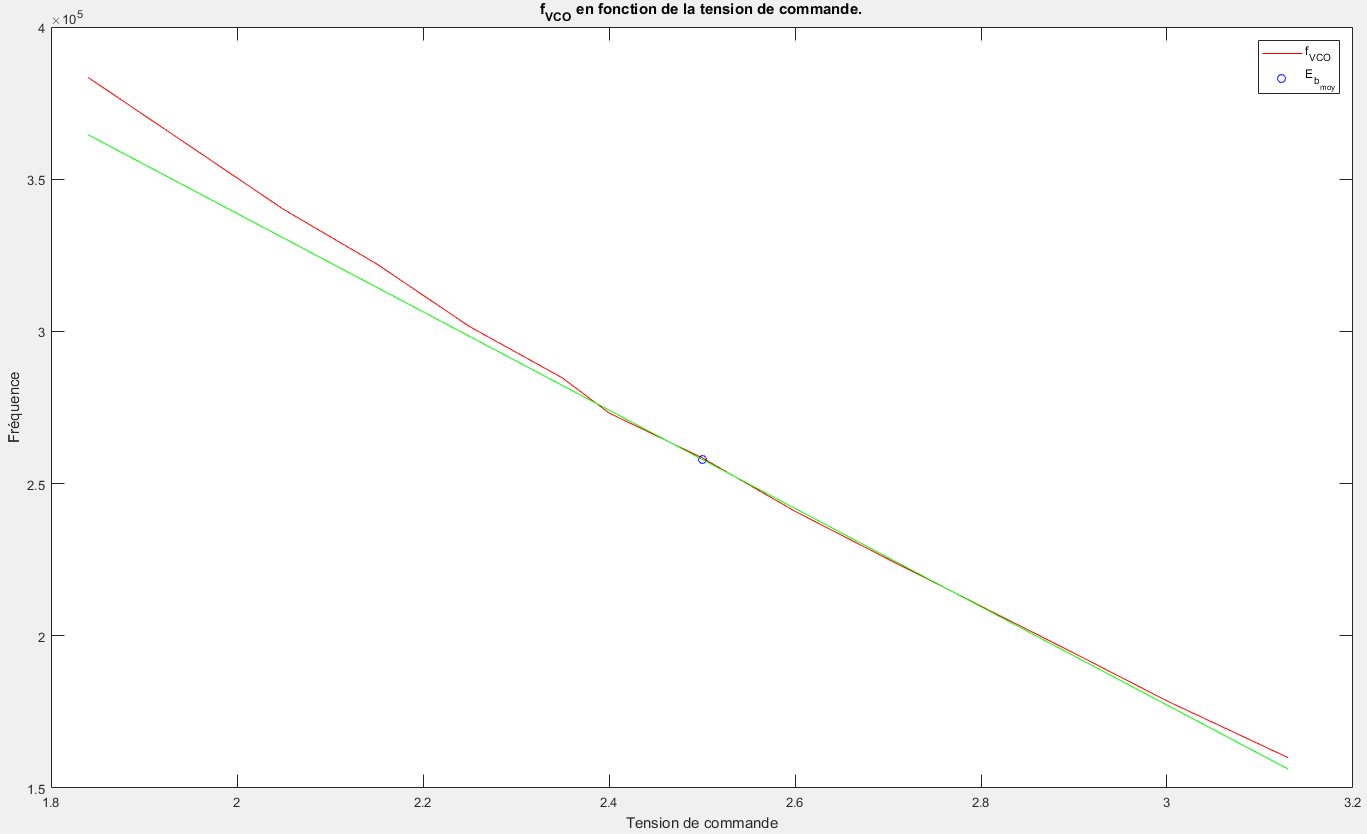 f_VCO en fonction de la tension de commande.
×10^5
4
3.5
3
2.5
2
1.5
Fréquence
1.8 2 2.2 2.4 2.6 2.8 3 3.2
Tension de commande
f_VCO
E_b_moy